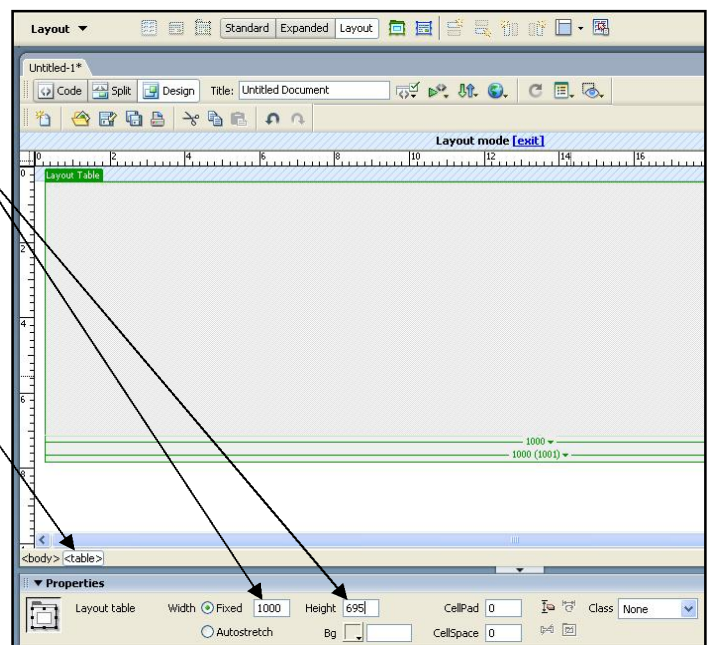 Layout Standard Expanded Layout
Untitled-1*
Code Split Design Title: Untitled Document
Layout mode [exit]
0 2 4 6 8 10 12 14 16
0
Layout Table
2
4
6
1000
1000 (1001)
8
<body> <table>
Properties
Layout table Width Fixed 1000 Height 695 CellPad 0 Class None
Autostretch Bg CellSpace 0